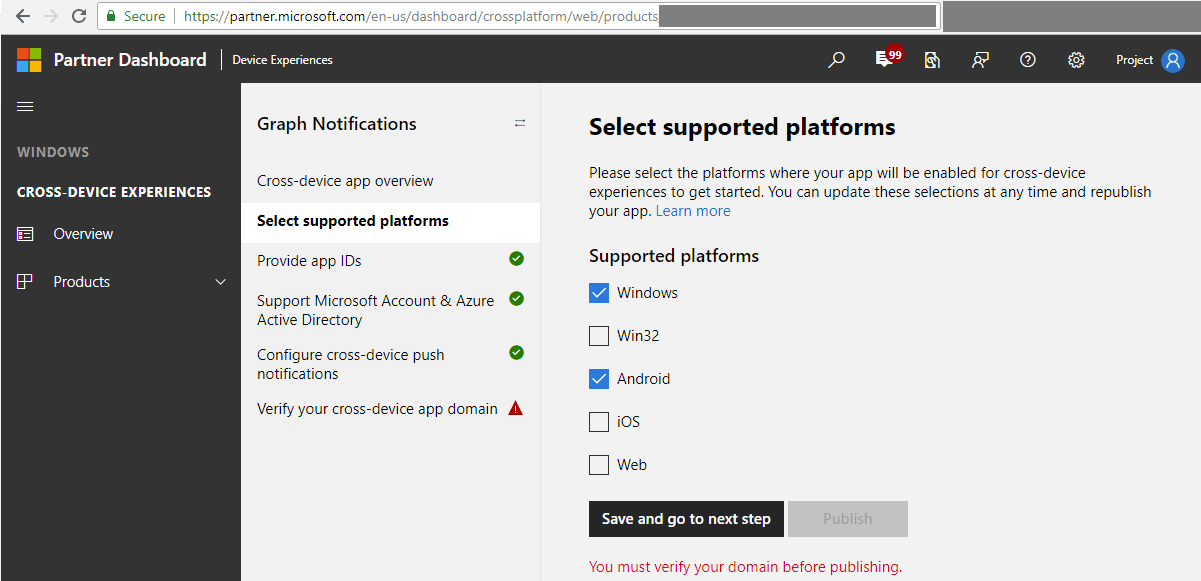 Secure https://partner.microsoft.com/en-us/dashboard/crossplatform/web/products
Partner Dashboard Device Experiences 99 Project
WINDOWS
CROSS-DEVICE EXPERIENCES
Overview
Products
Graph Notifications
Cross-device app overview
Select supported platforms
Provide app IDs
Support Microsoft Account & Azure
Active Directory
Configure cross-device push
notifications
Verify your cross-device app domain
Select supported platforms
Please select the platforms where your app will be enabled for cross-device
experiences to get started. You can update these selections at any time and republish
your app. Learn more
Supported platforms
Windows
Win32
Android
iOS
Web
Save and go to next step Publish
You must verify your domain before publishing.